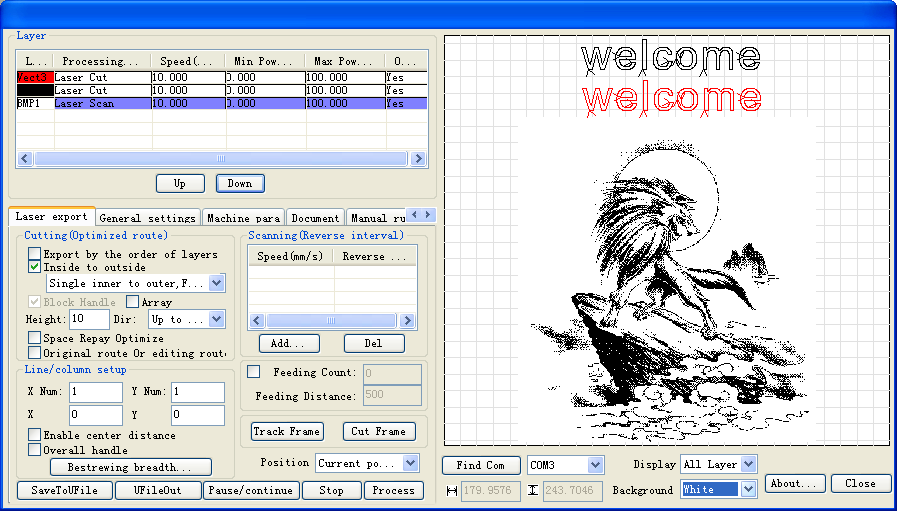 Layer
L... Processing... Speed(... Min Pow... Max Pow... O...
Vect3 Laser Cut 10.000 0.000 100.000 Yes
Laser Cut 10.000 0.000 100.000 Yes
BMP1 Laser Scan 10.000 0.000 100.000 Yes
Up Down
Laser export General settings Machine para Document Manual ru
Cutting(Optimized route)
Export by the order of layers
Inside to outside
Single inner to outer,F...
Block Handle Array
Height: 10 Dir: Up to ...
Space Repay Optimize
Original route Or editing route
Line/column setup
X Num: 1 Y Num: 1
X 0 Y 0
Enable center distance
Overall handle
Bestrewing breadth...
Scanning(Reverse interval)
Speed(mm/s) Reverse ...
Add... Del
Feeding Count: 0
Feeding Distance: 500
Track Frame Cut Frame
Position Current po...
SaveToUFile UFileOut Pause/continue Stop Process
welcome
welcome
Find Com COM3 Display All Layer
179.9576 243.7046 Background White About... Close